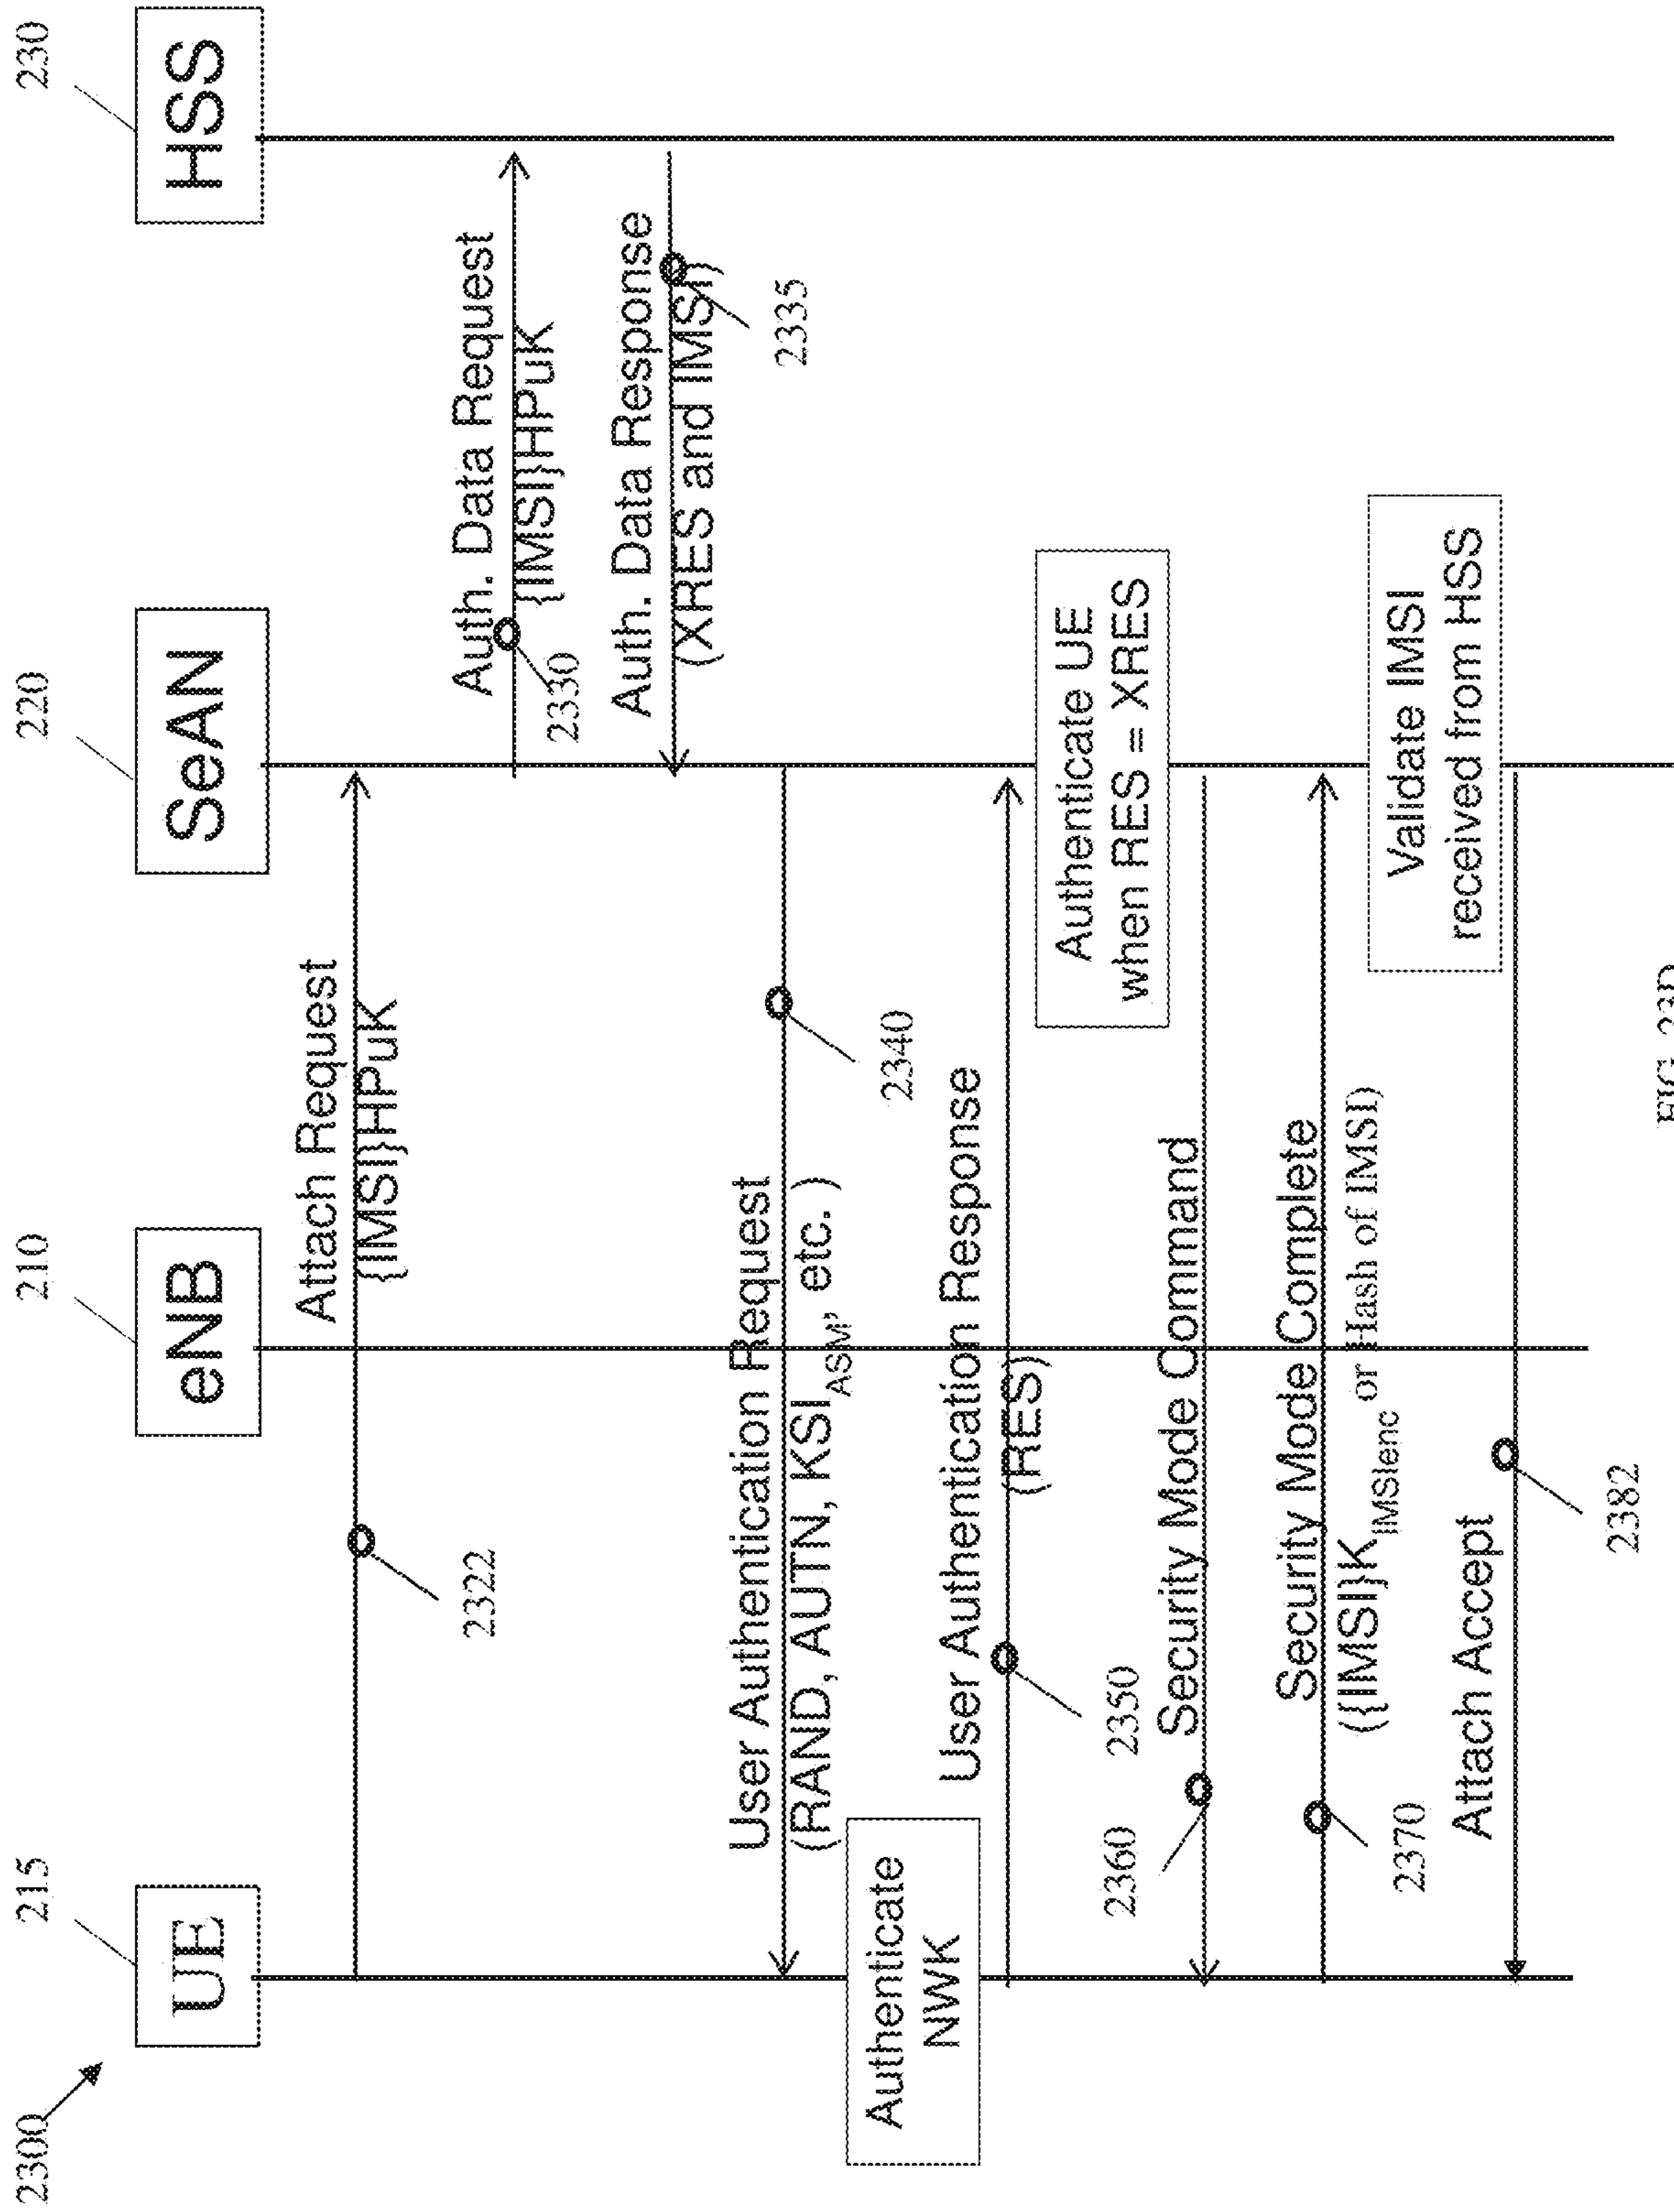 2300
215
210
220
230
UE
eNB
SeAN
HSS
Attach Request
{IMSI}HPuK
2322
Auth. Data Request
{IMSI}HPuK
2330
Auth. Data Response
(XRES and IMSI)
2335
User Authentication Request
(RAND, AUTN, KSI ASM, etc. )
2340
Authenticate
NWK
User Authentication Response
(RES)
2350
Authenticate UE
when RES = XRES
Security Mode Command
2360
Security Mode Complete
({IMSI}K IMSIenc or Hash of IMSI)
2370
Validate IMSI
received from HSS
Attach Accept
2382